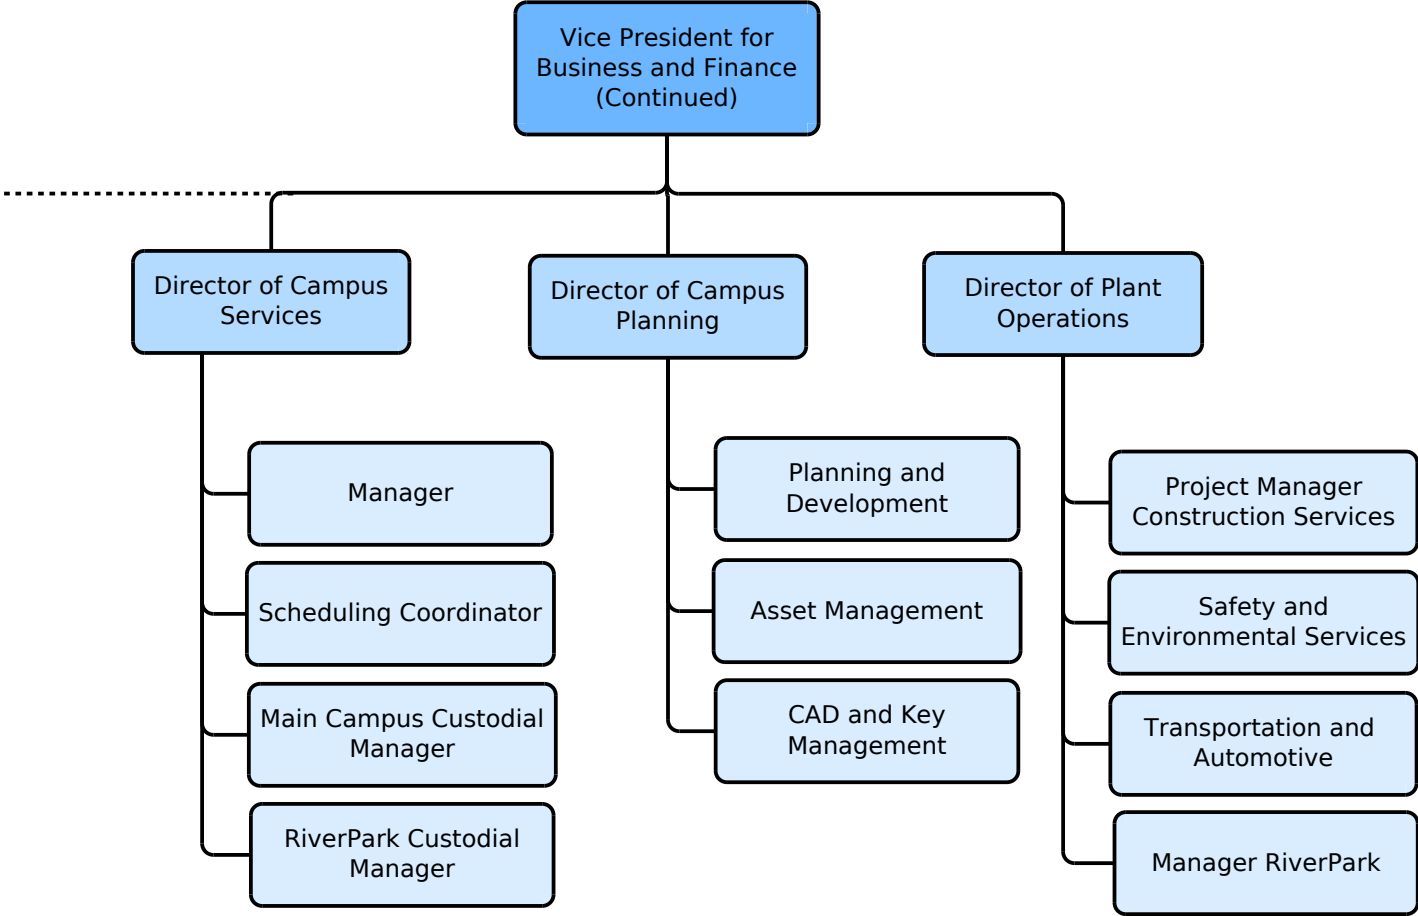 Vice President for
Business and Finance
(Continued)
Director of Campus
Services
Director of Campus
Planning
Director of Plant
Operations
Manager
Scheduling Coordinator
Main Campus Custodial
Manager
RiverPark Custodial
Manager
Planning and
Development
Asset Management
CAD and Key
Management
Project Manager
Construction Services
Safety and
Environmental Services
Transportation and
Automotive
Manager RiverPark